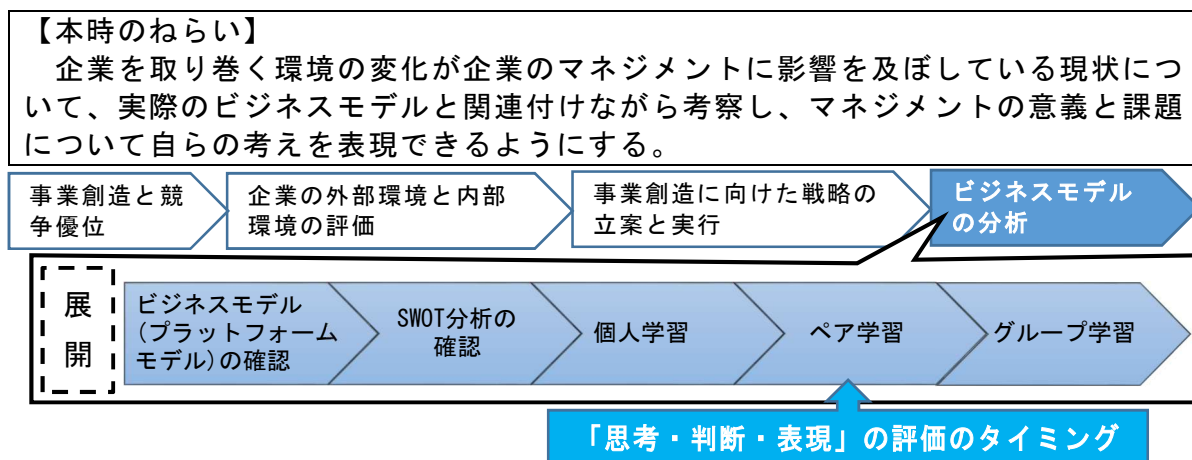 【本時のねらい】
　企業を取り巻く環境の変化が企業のマネジメントに影響を及ぼしている現状につ
いて、実際のビジネスモデルと関連付けながら考察し、マネジメントの意義と課題
について自らの考えを表現できるようにする。
事業創造と競
争優位
企業の外部環境と内部
環境の評価
事業創造に向けた戦略の
立案と実行
ビジネスモデル
の分析
展
開
ビジネスモデル
(プラットフォーム
モデル)の確認
SWOT分析の
確認
個人学習
ペア学習
グループ学習
「思考・判断・表現」の評価のタイミング